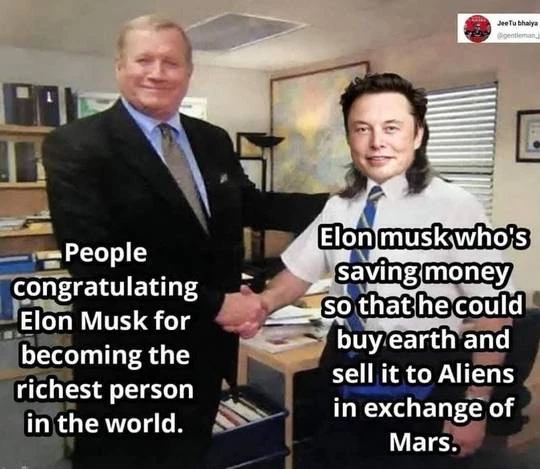 JeeTu bhaiya
People
congratulating
Elon Musk for
becoming the
richest person
in the world.
Elon musk who's
saving money
so that he could
buy earth and
sell it to Aliens
in exchange of
Mars.